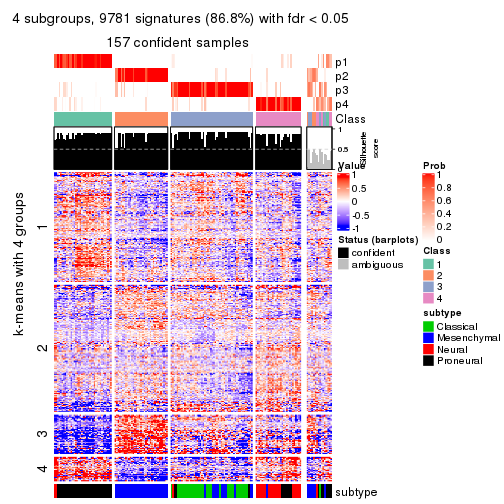 4 subgroups, 9781 signatures (86.8%) with fdr < 0.05
157 confident samples
p1
p2
p3
p4
Class
1
0.5
0
Silhouette
score
k-means with 4 groups
1
2
3
4
subtype
Value
1
0.5
0
-0.5
-1
Status (barplots)
confident
ambiguous
Prob
1
0.8
0.6
0.4
0.2
0
Class
1
2
3
4
subtype
Classical
Mesenchymal
Neural
Proneural